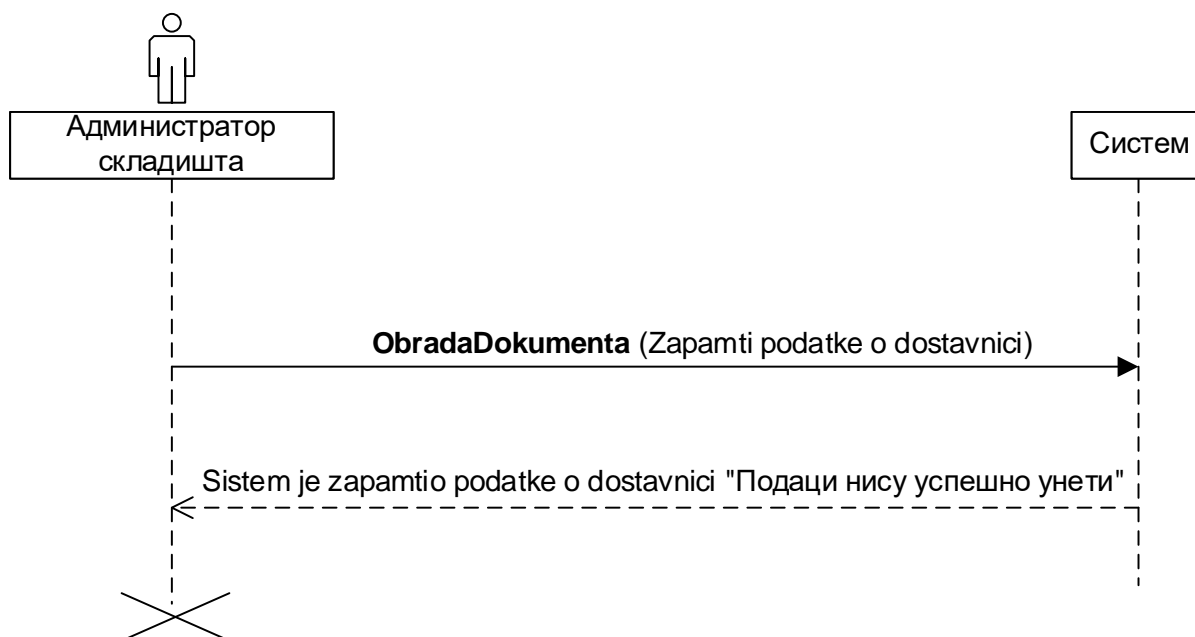 Администратор
складишта
Систем
ObradaDokumenta (Zapamti podatke o dostavnici)
Sistem je zapamtio podatke o dostavnici "Подаци нису успешно унети"